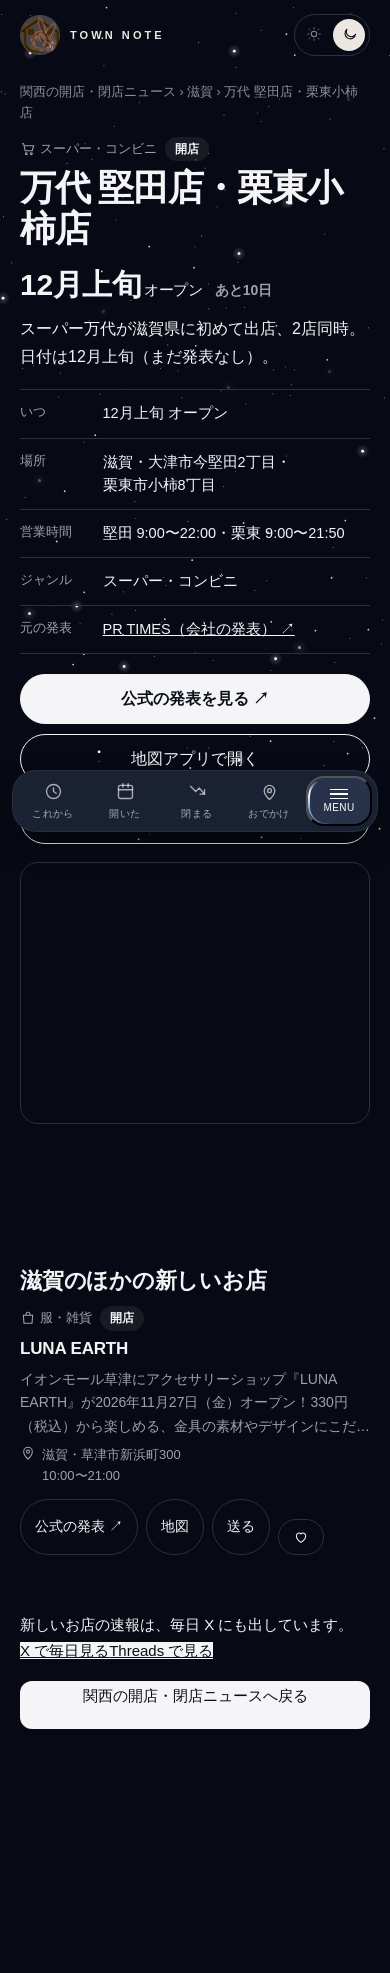 TOWN NOTE
関西の開店・閉店ニュース › 滋賀 › 万代 堅田店・栗東小柿
店
スーパー・コンビニ 開店
万代 堅田店・栗東小
柿店
12月上旬 オープン あと10日
スーパー万代が滋賀県に初めて出店、2店同時。
日付は12月上旬（まだ発表なし）。
いつ 12月上旬 オープン
場所 滋賀・大津市今堅田2丁目・
栗東市小柿8丁目
営業時間 堅田 9:00〜22:00・栗東 9:00〜21:50
ジャンル スーパー・コンビニ
元の発表 PR TIMES（会社の発表） ↗
公式の発表を見る ↗
地図アプリで開く
これから 開いた 閉まる おでかけ MENU
滋賀のほかの新しいお店
服・雑貨 開店
LUNA EARTH
イオンモール草津にアクセサリーショップ『LUNA
EARTH』が2026年11月27日（金）オープン！330円
（税込）から楽しめる、金具の素材やデザインにこだ…
滋賀・草津市新浜町300
10:00〜21:00
公式の発表 ↗ 地図 送る
新しいお店の速報は、毎日 X にも出しています。
X で毎日見るThreads で見る
関西の開店・閉店ニュースへ戻る